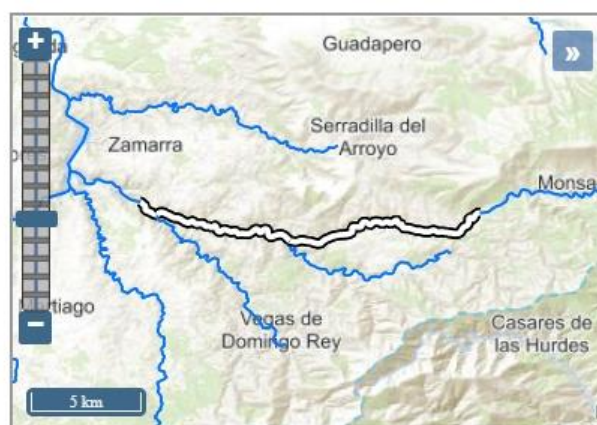 +
Guadapero
»
Serradilla del
Arroyo
Zamarra
Monsa
Vegas de
Domingo Rey
Casares de
las Hurdes
−
5 km